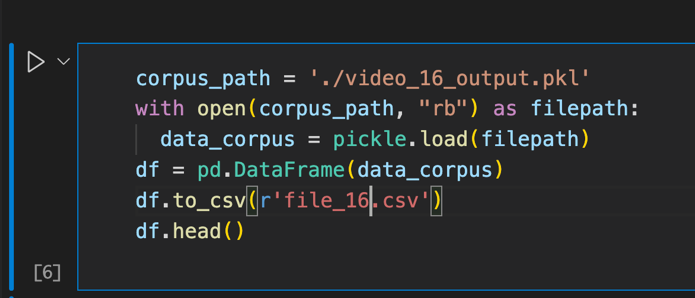 corpus_path = './video_16_output.pkl'
with open(corpus_path, "rb") as filepath:
  data_corpus = pickle.load(filepath)
df = pd.DataFrame(data_corpus)
df.to_csv(r'file_16.csv')
df.head()
[6]